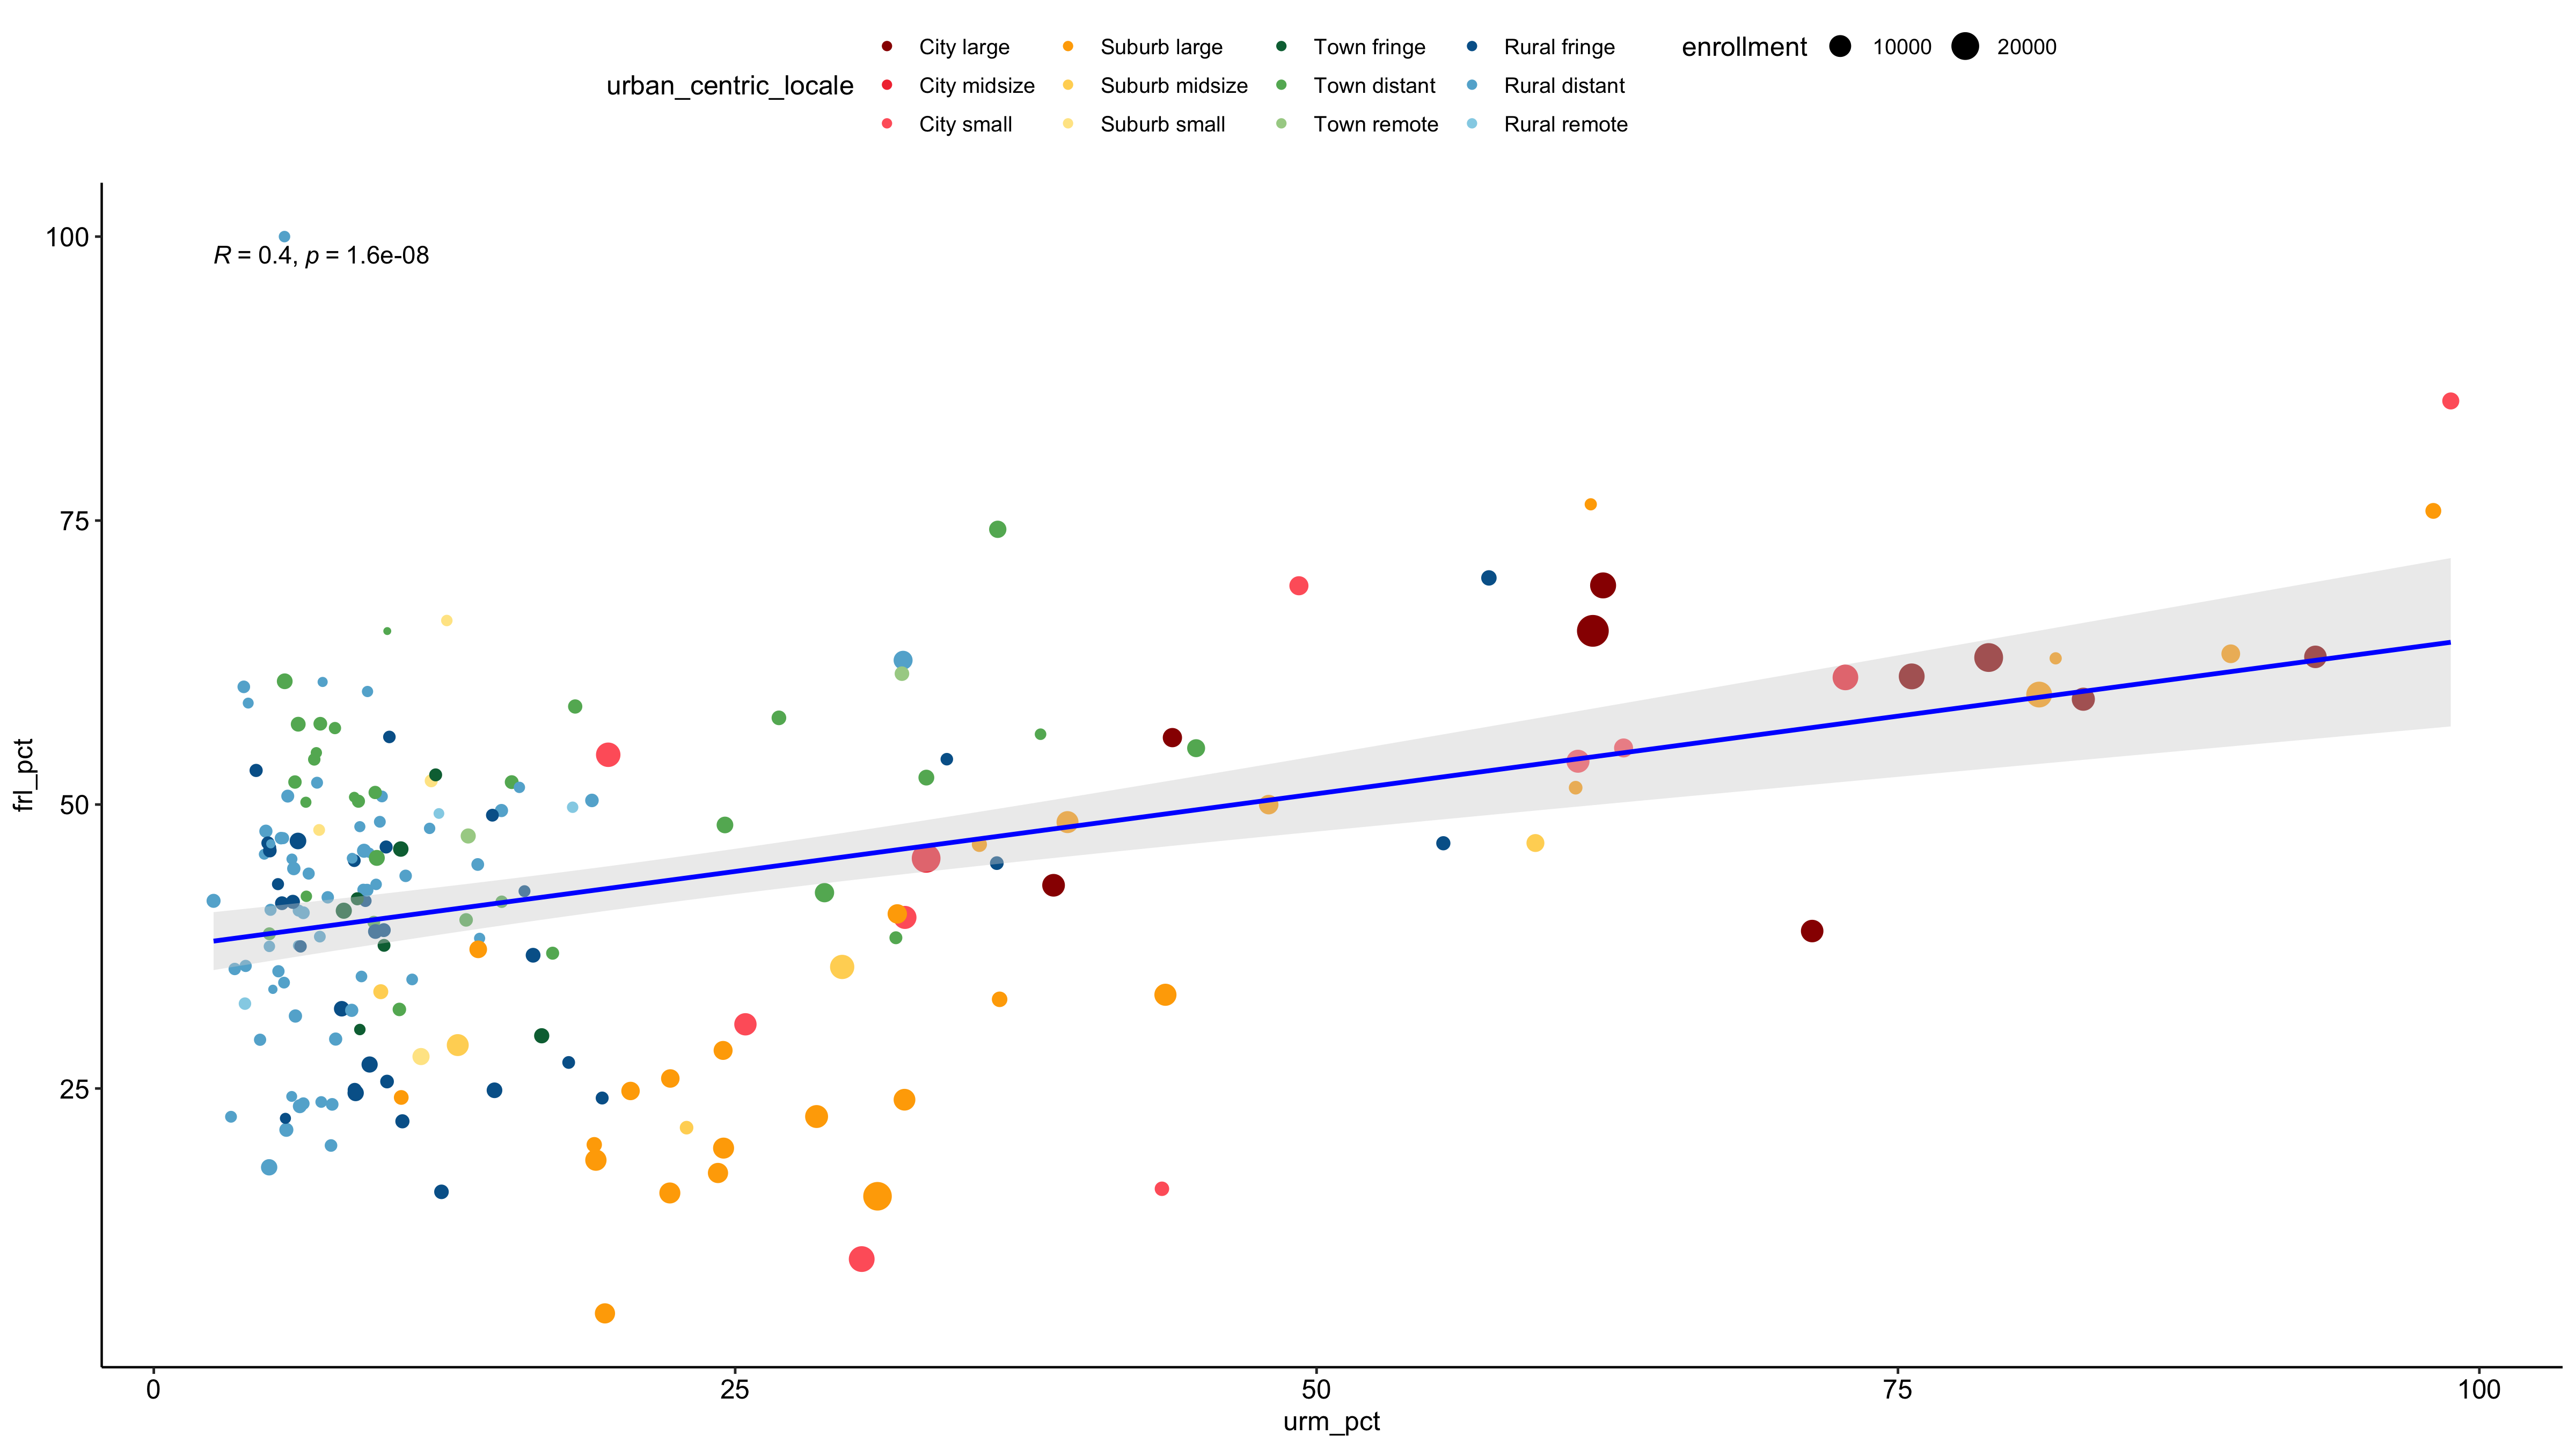 urban_centric_locale
City large
City midsize
City small
Suburb large
Suburb midsize
Suburb small
Town fringe
Town distant
Town remote
Rural fringe
Rural distant
Rural remote
enrollment
10000
20000
R = 0.4, p = 1.6e-08
frl_pct
100
75
50
25
0
25
50
75
100
urm_pct